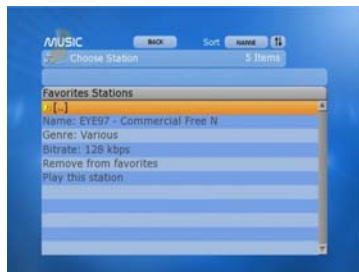 MUSIC BACK Sort NAME
Choose Station 5 Items
Favorites Stations
[..]
Name: EYE97 - Commercial Free N
Genre: Various
Bitrate: 128 kbps
Remove from favorites
Play this station